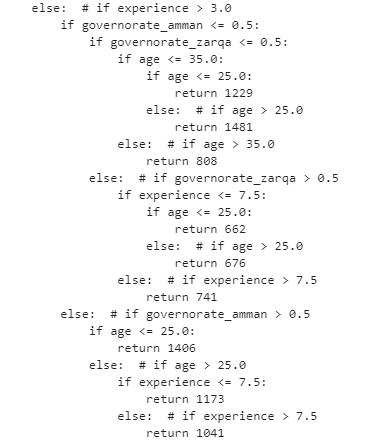 else:  # if experience > 3.0
if governorate_amman <= 0.5:
if governorate_zarqa <= 0.5:
if age <= 35.0:
if age <= 25.0:
return 1229
else:  # if age > 25.0
return 1481
else:  # if age > 35.0
return 808
else:  # if governorate_zarqa > 0.5
if experience <= 7.5:
if age <= 25.0:
return 662
else:  # if age > 25.0
return 676
else:  # if experience > 7.5
return 741
else:  # if governorate_amman > 0.5
if age <= 25.0:
return 1406
else:  # if age > 25.0
if experience <= 7.5:
return 1173
else:  # if experience > 7.5
return 1041